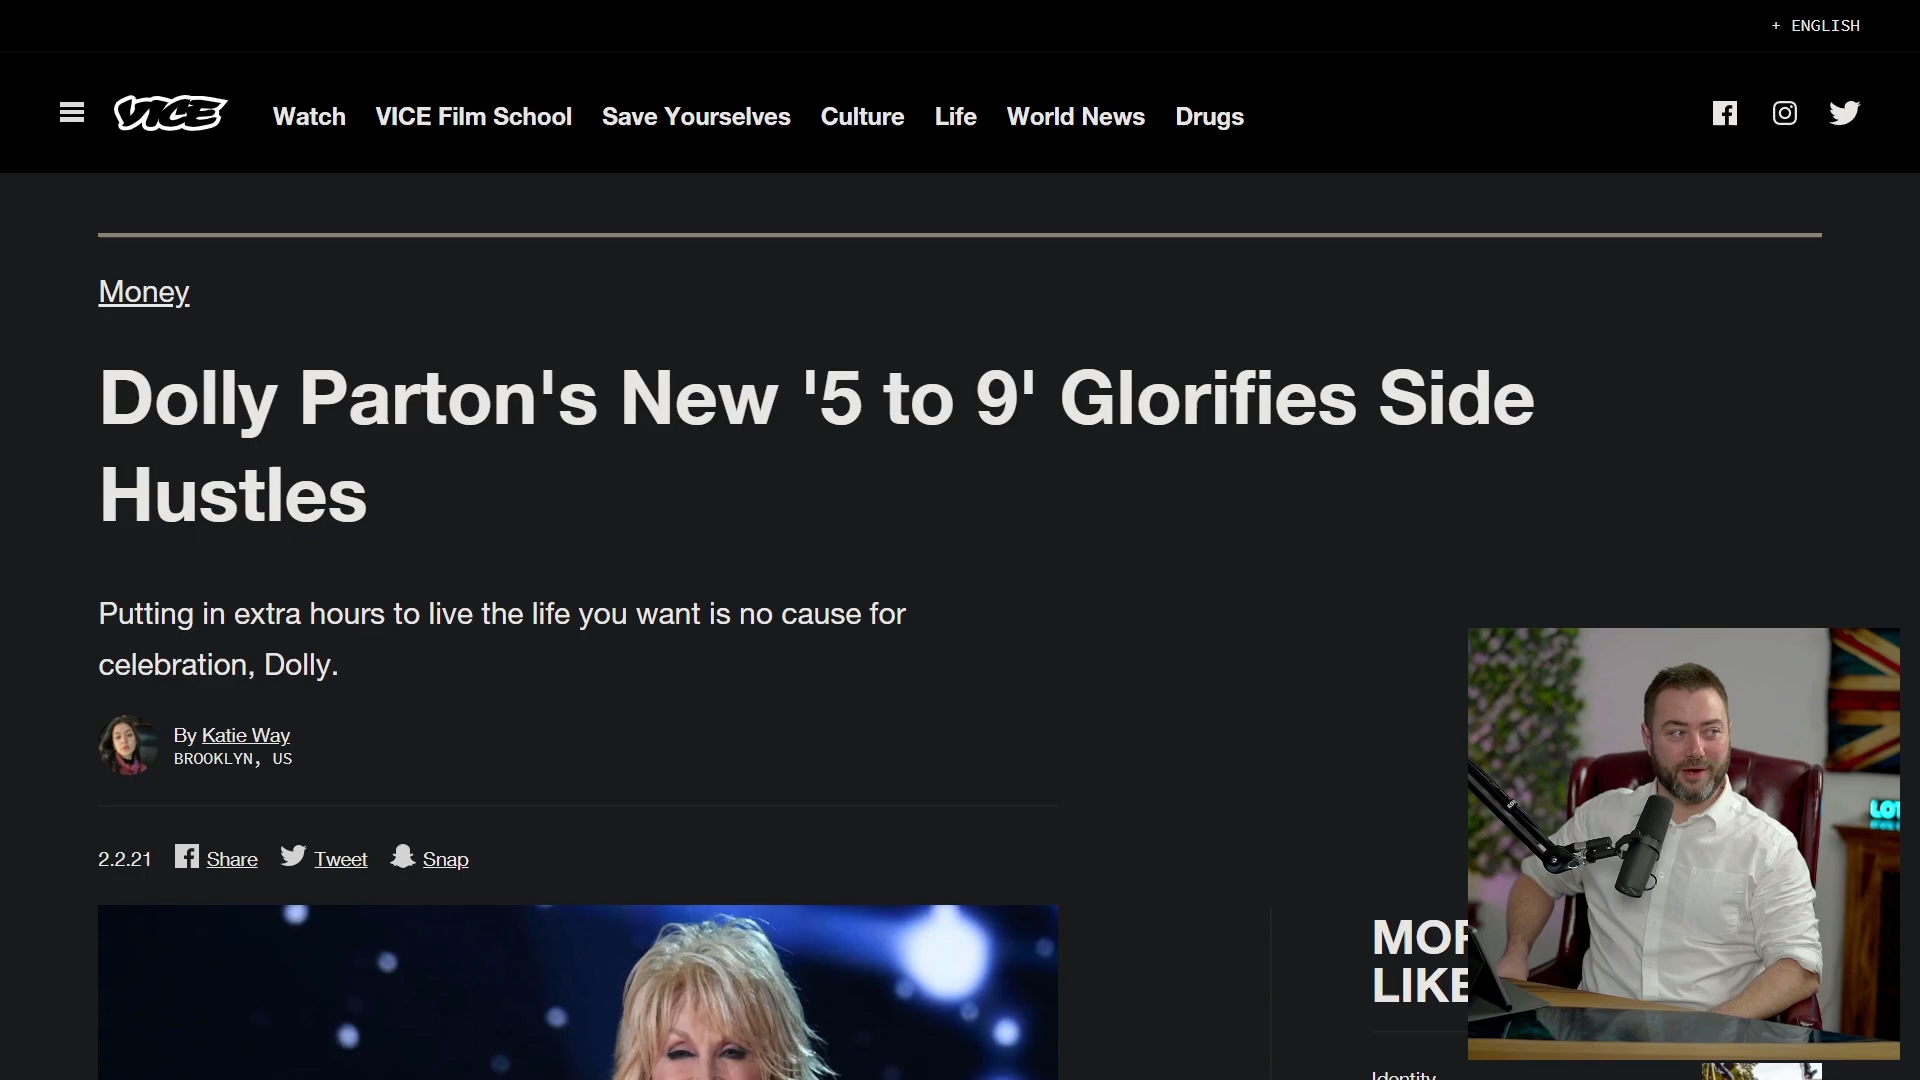 + ENGLISH
VICE
Watch VICE Film School Save Yourselves Culture Life World News Drugs
Money
Dolly Parton's New '5 to 9' Glorifies Side
Hustles
Putting in extra hours to live the life you want is no cause for
celebration, Dolly.
By Katie Way
BROOKLYN, US
2.2.21 Share Tweet Snap
LIKE
Identity